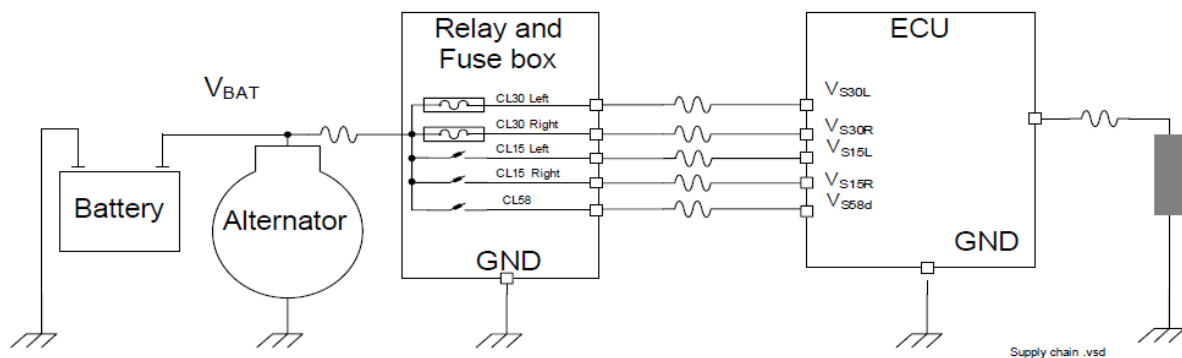 Relay and
Fuse box
ECU
VBAT
CL30 Left
VS30L
CL30 Right
VS30R
CL15 Left
VS15L
CL15 Right
VS15R
CL58
VS58d
Battery
Alternator
GND
GND
Supply chain .vsd